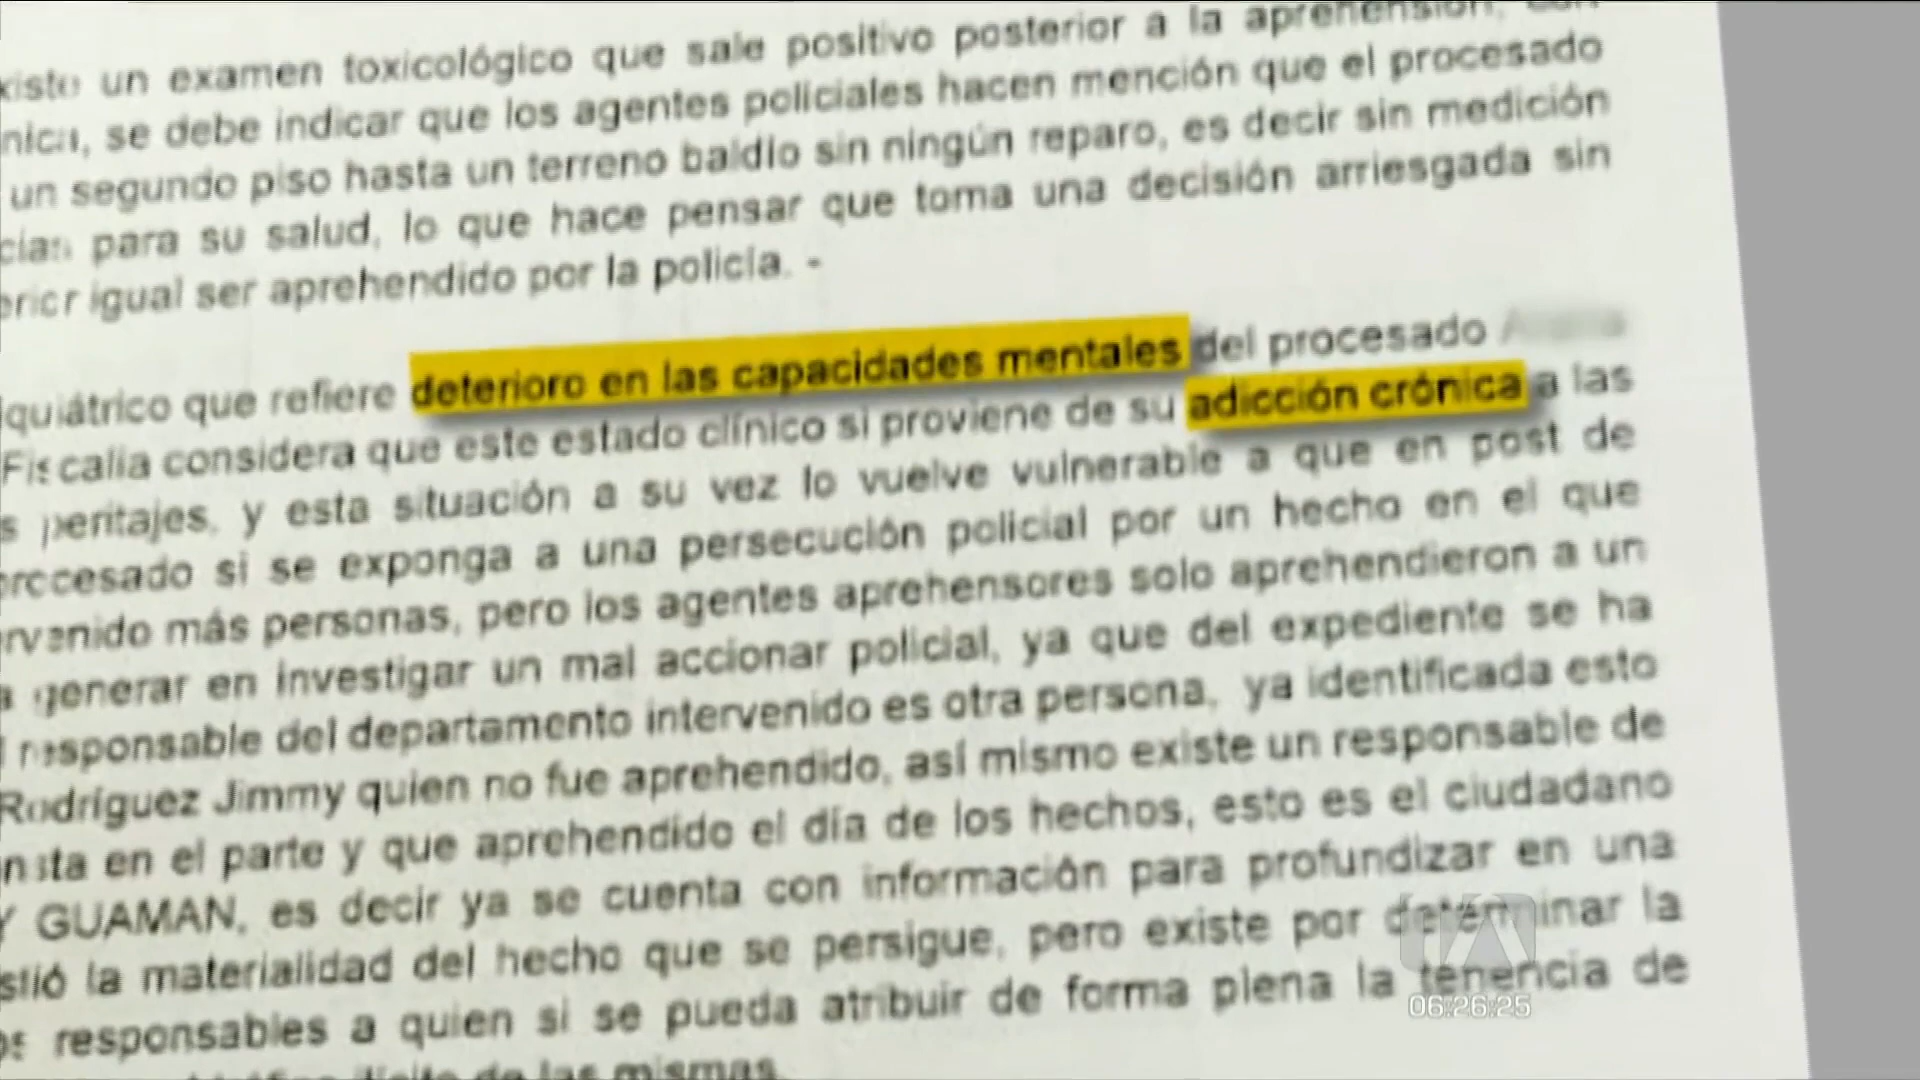 un examen toxicológico que sale positivo posterior a la aprehensión, con
se debe indicar que los agentes policiales hacen mención que el procesado
un segundo piso hasta un terreno baldío sin ningún reparo, es decir sin medición
para su salud, lo que hace pensar que toma una decisión arriesgada sin
igual ser aprehendido por la policía. -
iquiátrico que refiere deterioro en las capacidades mentales del procesado
Fiscalía considera que este estado clínico si proviene de su adicción crónica a las
s peritajes, y esta situación a su vez lo vuelve vulnerable a que en post de
procesado si se exponga a una persecución policial por un hecho en el que
rvenido más personas, pero los agentes aprehensores solo aprehendieron a un
a generar en investigar un mal accionar policial, ya que del expediente se ha
l responsable del departamento intervenido es otra persona, ya identificada esto
Rodríguez Jimmy quien no fue aprehendido, así mismo existe un responsable de
nsta en el parte y que aprehendido el día de los hechos, esto es el ciudadano
Y GUAMAN, es decir ya se cuenta con información para profundizar en una
stió la materialidad del hecho que se persigue, pero existe por determinar la
os responsables a quien si se pueda atribuir de forma plena la tenencia de
ilícito de las mismas.
TA
06:26:25